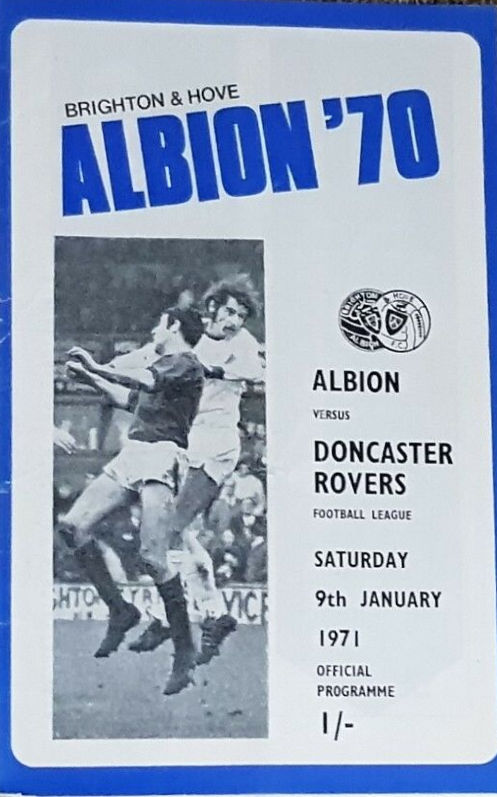 BRIGHTON & HOVE
ALBION '70
ALBION
VERSUS
DONCASTER
ROVERS
FOOTBALL LEAGUE
SATURDAY
9th JANUARY
1971
OFFICIAL
PROGRAMME
1/-